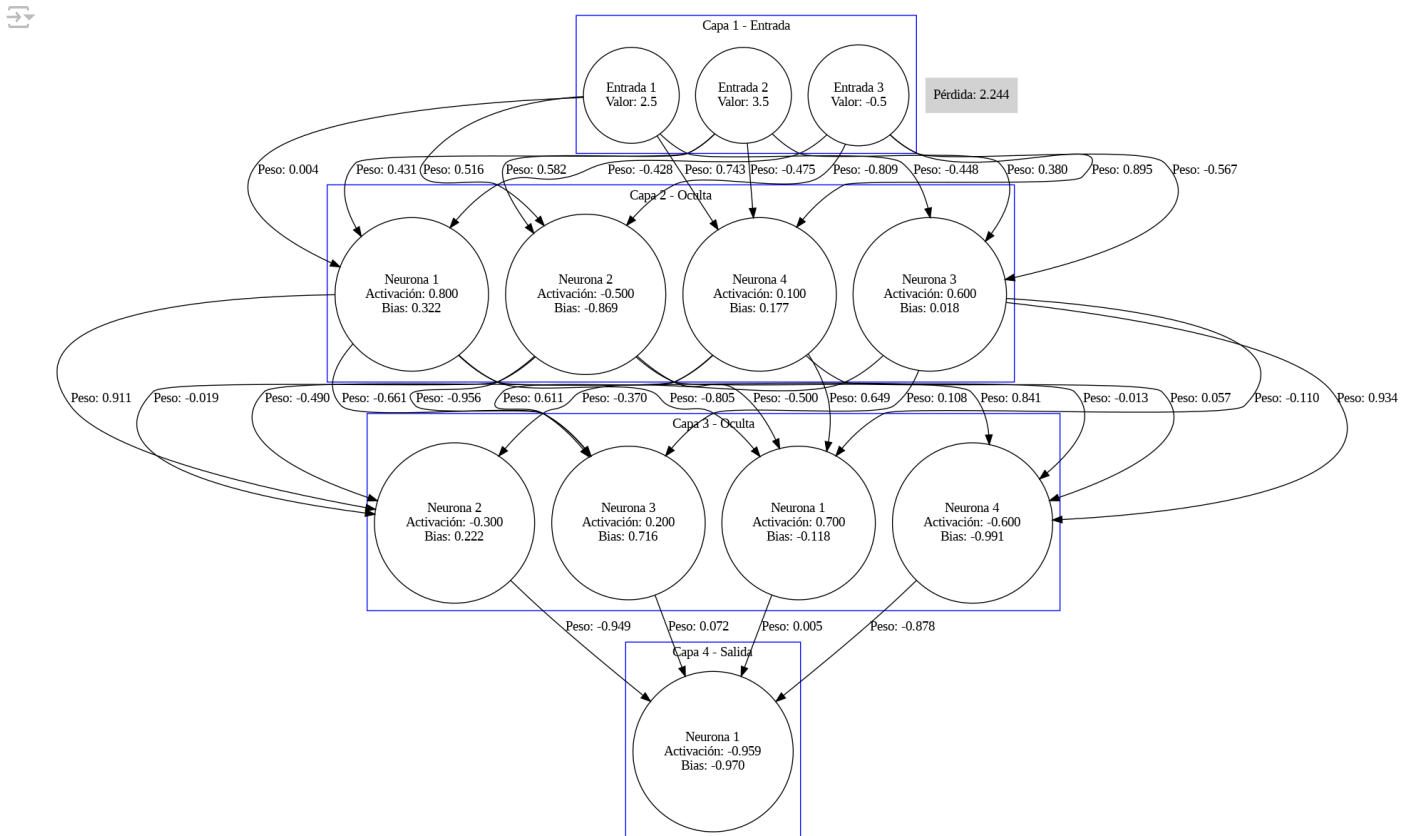 Capa 1 - Entrada
Entrada 1
Valor: 2.5
Entrada 2
Valor: 3.5
Entrada 3
Valor: -0.5
Pérdida: 2.244
Peso: 0.004
Peso: 0.431
Peso: 0.516
Peso: 0.582
Peso: -0.428
Peso: 0.743
Peso: -0.475
Peso: -0.809
Peso: -0.448
Peso: 0.380
Peso: 0.895
Peso: -0.567
Capa 2 - Oculta
Neurona 1
Activación: 0.800
Bias: 0.322
Neurona 2
Activación: -0.500
Bias: -0.869
Neurona 4
Activación: 0.100
Bias: 0.177
Neurona 3
Activación: 0.600
Bias: 0.018
Peso: 0.911
Peso: -0.019
Peso: -0.490
Peso: -0.661
Peso: -0.956
Peso: 0.611
Peso: -0.370
Peso: -0.805
Peso: -0.500
Peso: 0.649
Peso: 0.108
Peso: 0.841
Peso: -0.013
Peso: 0.057
Peso: -0.110
Peso: 0.934
Capa 3 - Oculta
Neurona 2
Activación: -0.300
Bias: 0.222
Neurona 3
Activación: 0.200
Bias: 0.716
Neurona 1
Activación: 0.700
Bias: -0.118
Neurona 4
Activación: -0.600
Bias: -0.991
Peso: -0.949
Peso: 0.072
Peso: 0.005
Peso: -0.878
Capa 4 - Salida
Neurona 1
Activación: -0.959
Bias: -0.970